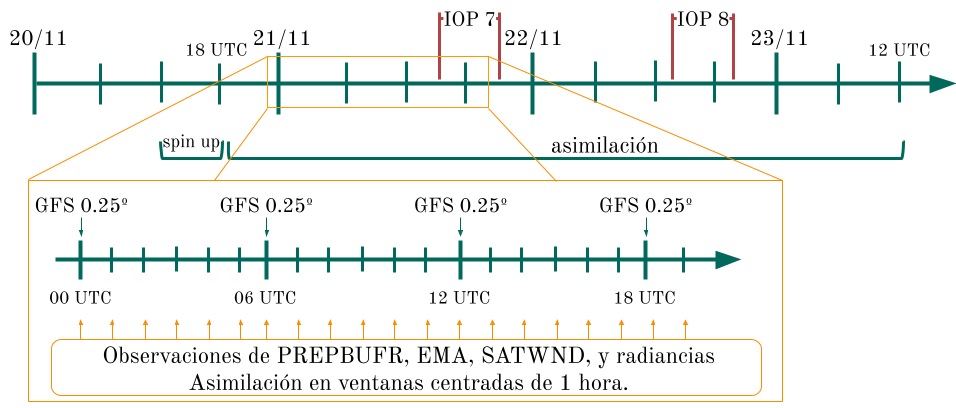 IOP 7
IOP 8
20/11
18 UTC
21/11
22/11
23/11
12 UTC
spin up
asimilación
GFS 0.25º
GFS 0.25º
GFS 0.25º
GFS 0.25º
00 UTC
06 UTC
12 UTC
18 UTC
Observaciones de PREPBUFR, EMA, SATWND, y radiancias
Asimilación en ventanas centradas de 1 hora.